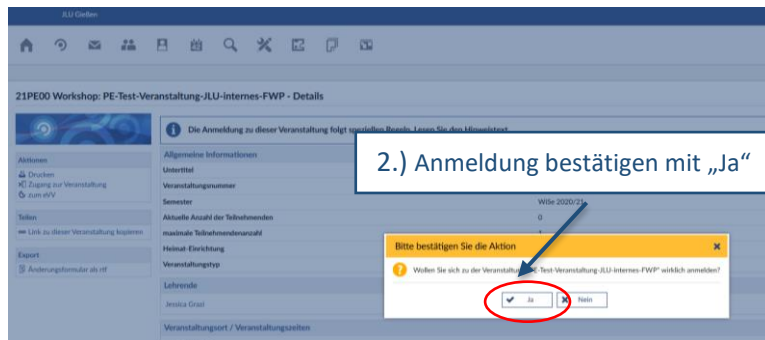 JLU Gießen
21PE00 Workshop: PE-Test-Veranstaltung-JLU-internes-FWP - Details
Die Anmeldung zu dieser Veranstaltung folgt speziellen Regeln. Lesen Sie den Hinweistext.
Aktionen
Drucken
Zugang zur Veranstaltung
zum eVV
Teilen
Link zu dieser Veranstaltung kopieren
Export
Änderungsformular als rtf
Allgemeine Informationen
Untertitel
Veranstaltungsnummer
Semester
WiSe 2020/21
Aktuelle Anzahl der Teilnehmenden
0
maximale Teilnehmendenanzahl
Heimat-Einrichtung
Veranstaltungstyp
Lehrende
Jessica Graul
Veranstaltungsort / Veranstaltungszeiten
2.) Anmeldung bestätigen mit „Ja“
Bitte bestätigen Sie die Aktion
Wollen Sie sich zu der Veranstaltung "PE-Test-Veranstaltung-JLU-internes-FWP" wirklich anmelden?
Ja
Nein